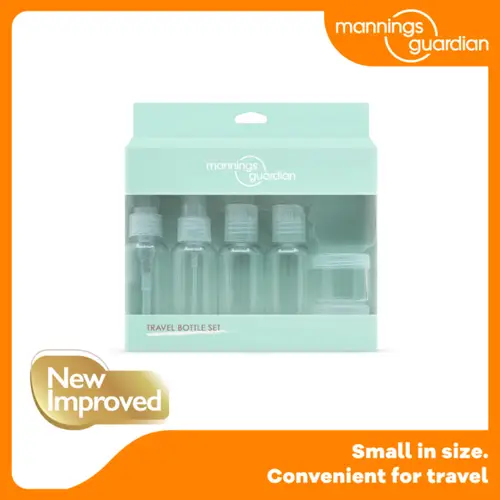 mannings
guardian
mannings
guardian
TRAVEL BOTTLE SET
New
Improved
Small in size.
Convenient for travel